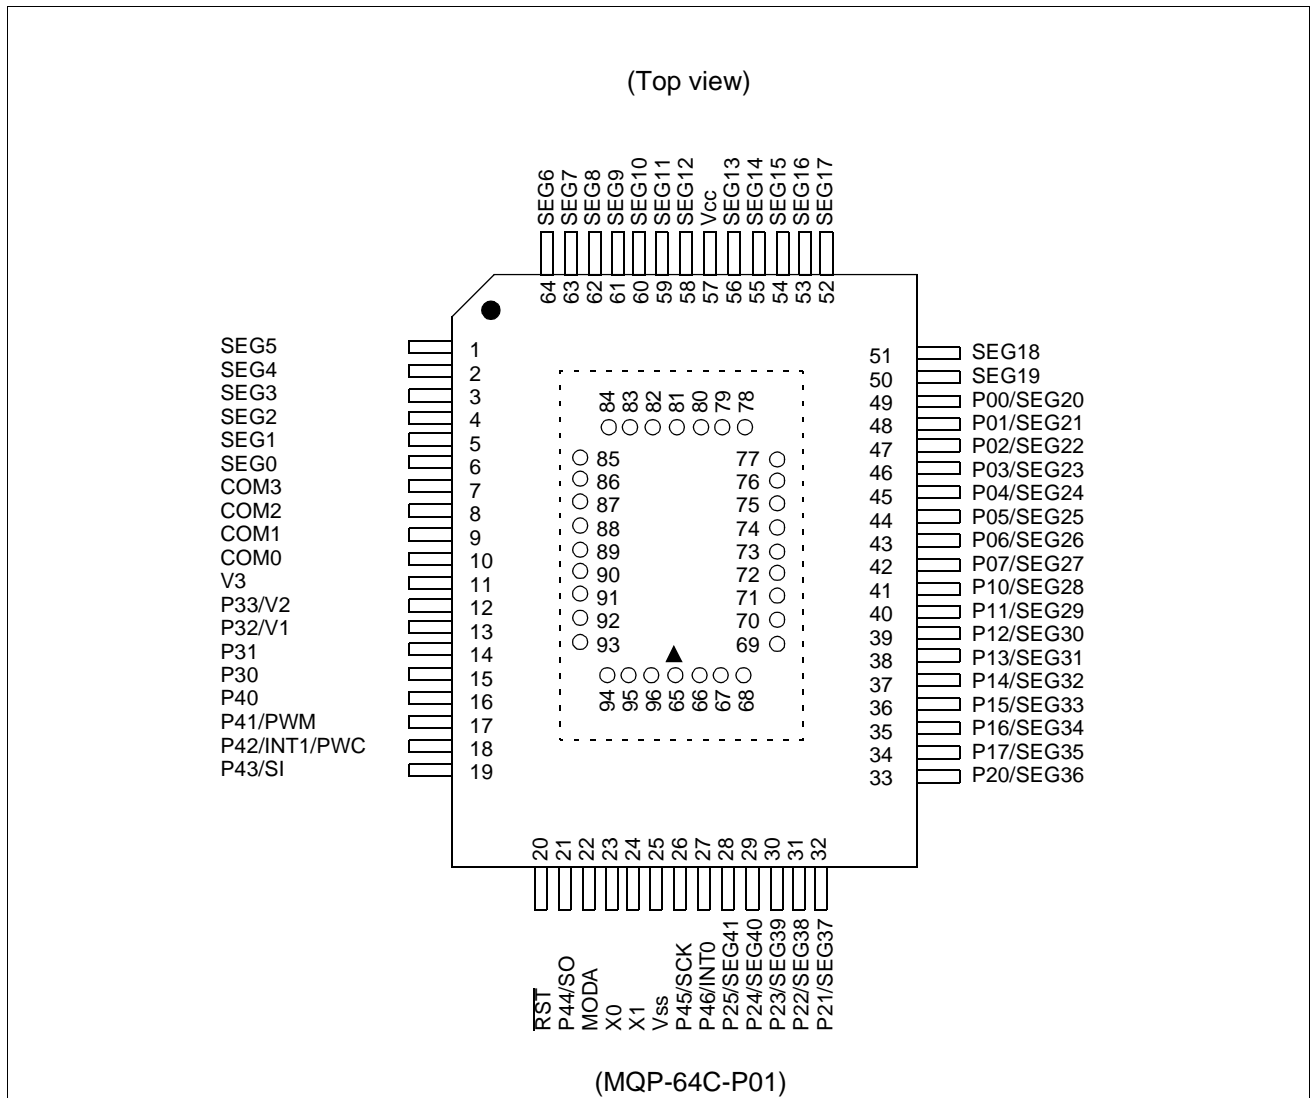 (Top view)
SEG6
SEG7
SEG8
SEG9
SEG10
SEG11
SEG12
Vcc
SEG13
SEG14
SEG15
SEG16
SEG17
64
63
62
61
60
59
58
57
56
55
54
53
52
SEG5 1
SEG4 2
SEG3 3
SEG2 4
SEG1 5
SEG0 6
COM3 7
COM2 8
COM1 9
COM0 10
V3 11
P33/V2 12
P32/V1 13
P31 14
P30 15
P40 16
P41/PWM 17
P42/INT1/PWC 18
P43/SI 19
84
83
82
81
80
79
78
85
86
87
88
89
90
91
92
93
77
76
75
74
73
72
71
70
69
94
95
96
65
66
67
68
51 SEG18
50 SEG19
49 P00/SEG20
48 P01/SEG21
47 P02/SEG22
46 P03/SEG23
45 P04/SEG24
44 P05/SEG25
43 P06/SEG26
42 P07/SEG27
41 P10/SEG28
40 P11/SEG29
39 P12/SEG30
38 P13/SEG31
37 P14/SEG32
36 P15/SEG33
35 P16/SEG34
34 P17/SEG35
33 P20/SEG36
20
21
22
23
24
25
26
27
28
29
30
31
32
RST
P44/SO
MODA
X0
X1
Vss
P45/SCK
P46/INT0
P25/SEG41
P24/SEG40
P23/SEG39
P22/SEG38
P21/SEG37
(MQP-64C-P01)